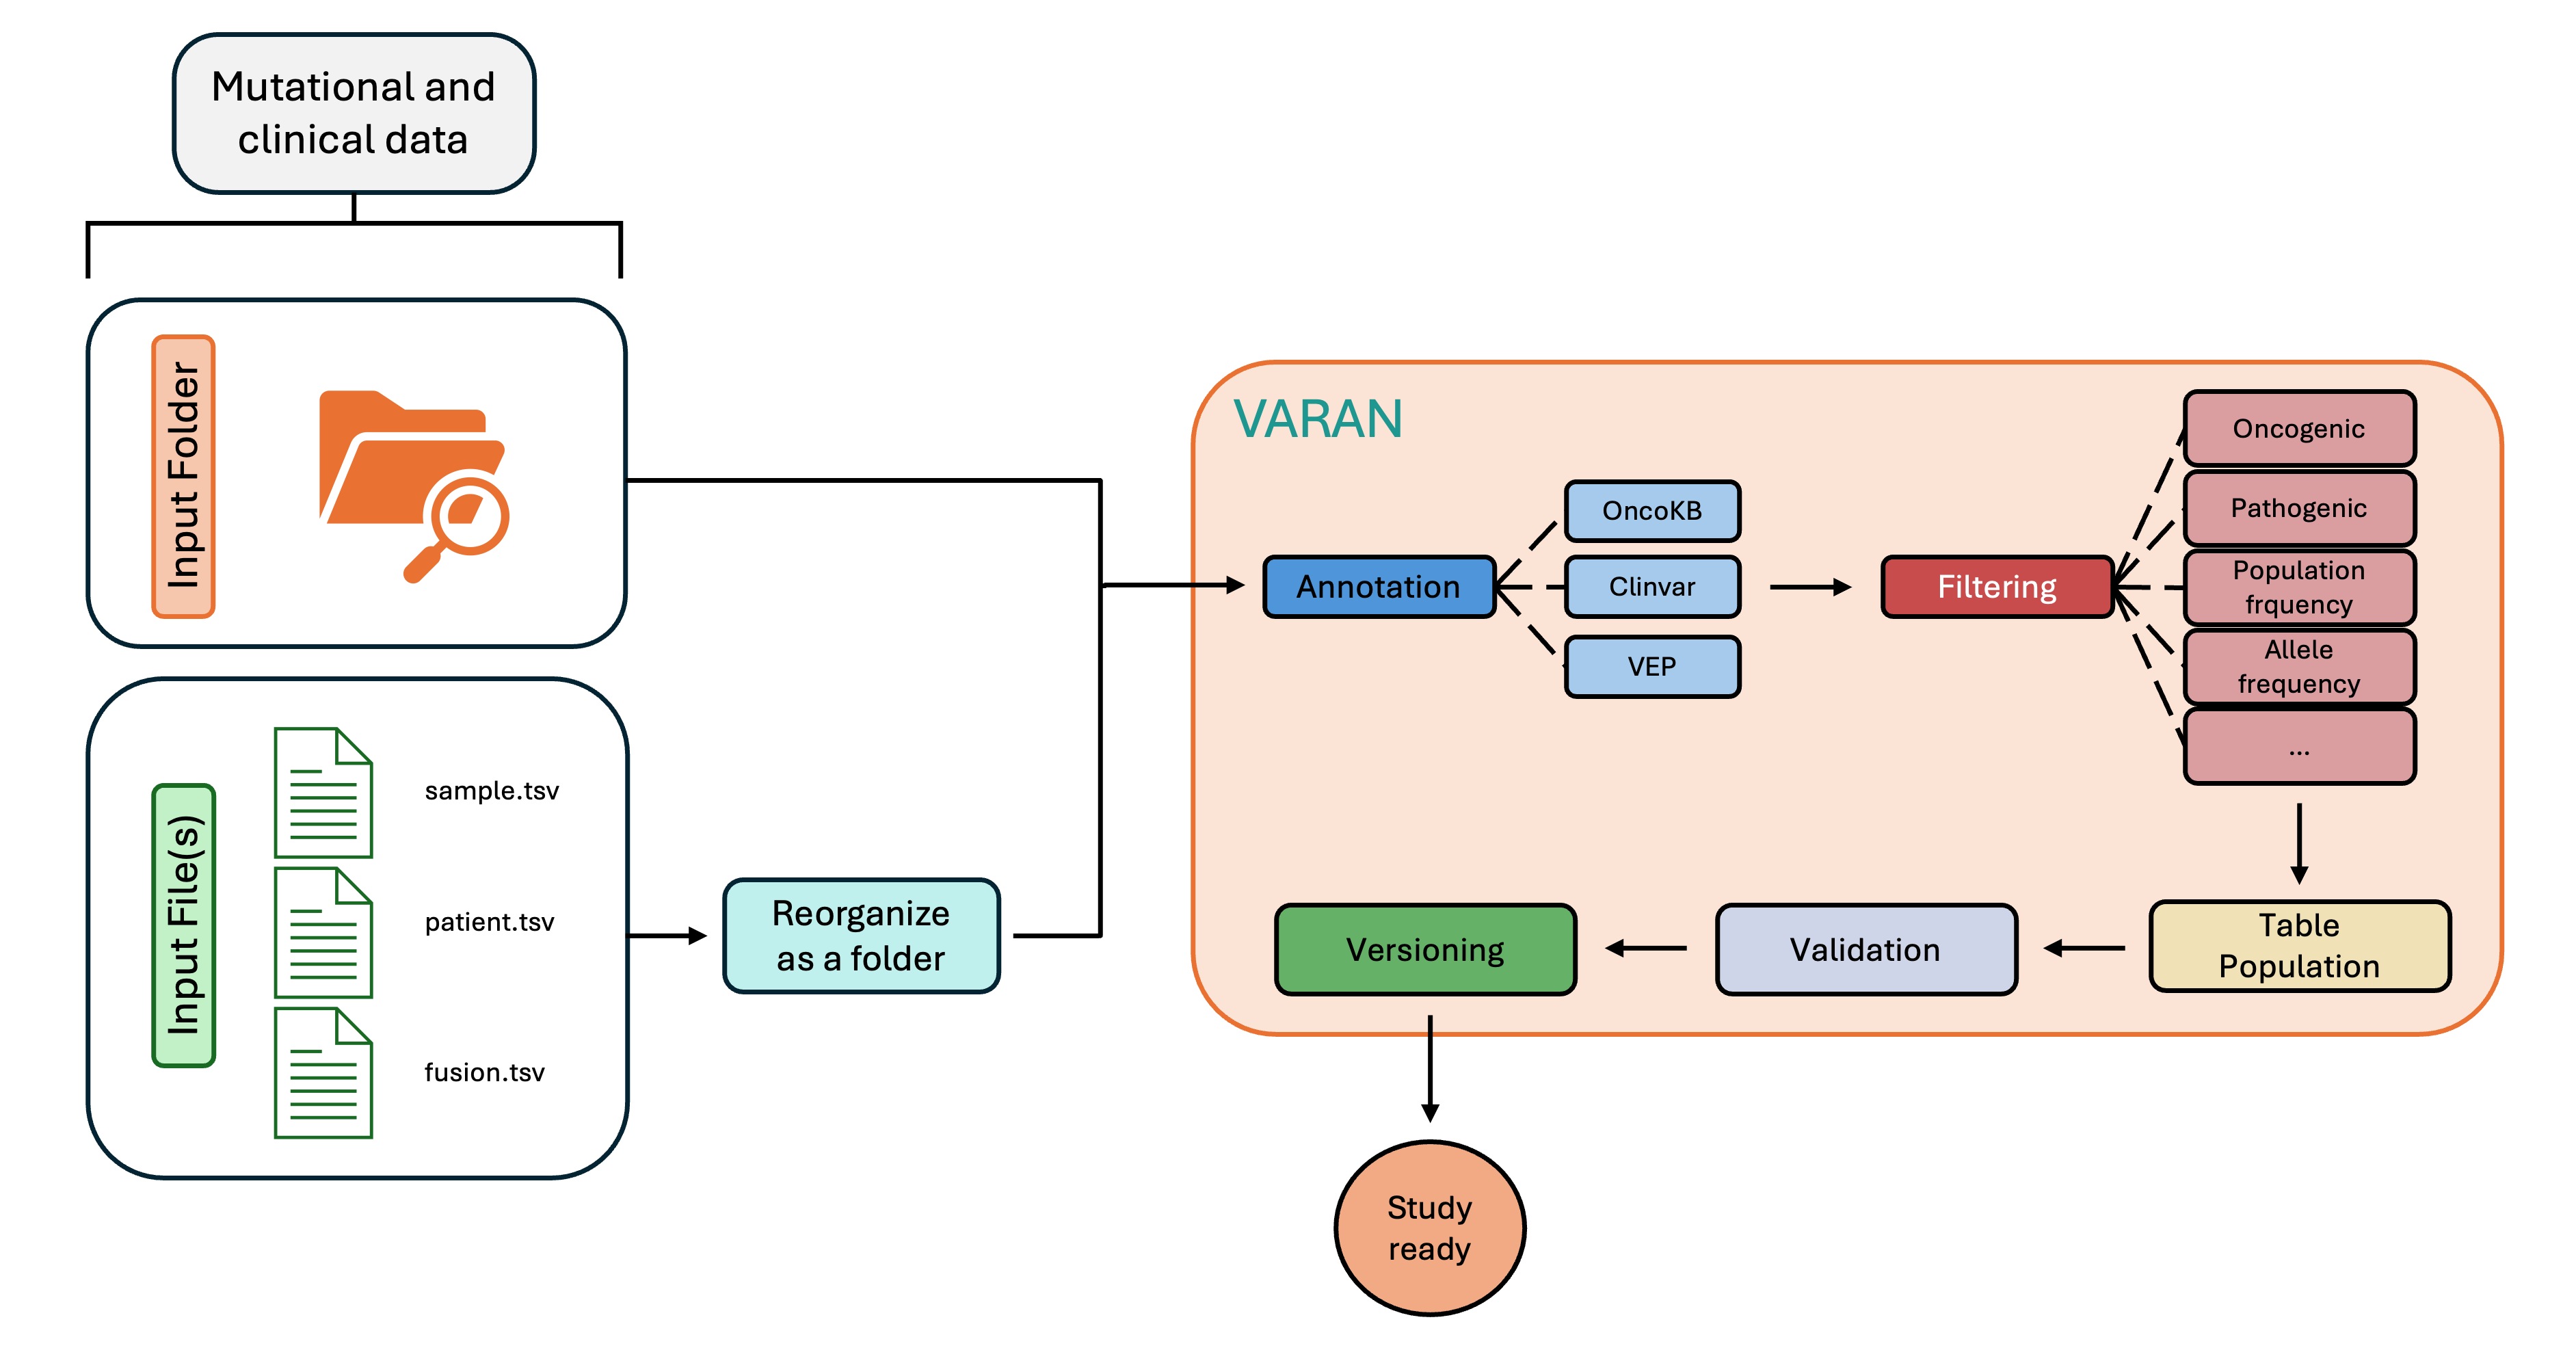 Mutational and
clinical data
Input Folder
Input File(s)
sample.tsv
patient.tsv
fusion.tsv
Reorganize
as a folder
VARAN
Annotation
OncoKB
Clinvar
VEP
Filtering
Oncogenic
Pathogenic
Population
frquency
Allele
frequency
...
Table
Population
Validation
Versioning
Study
ready